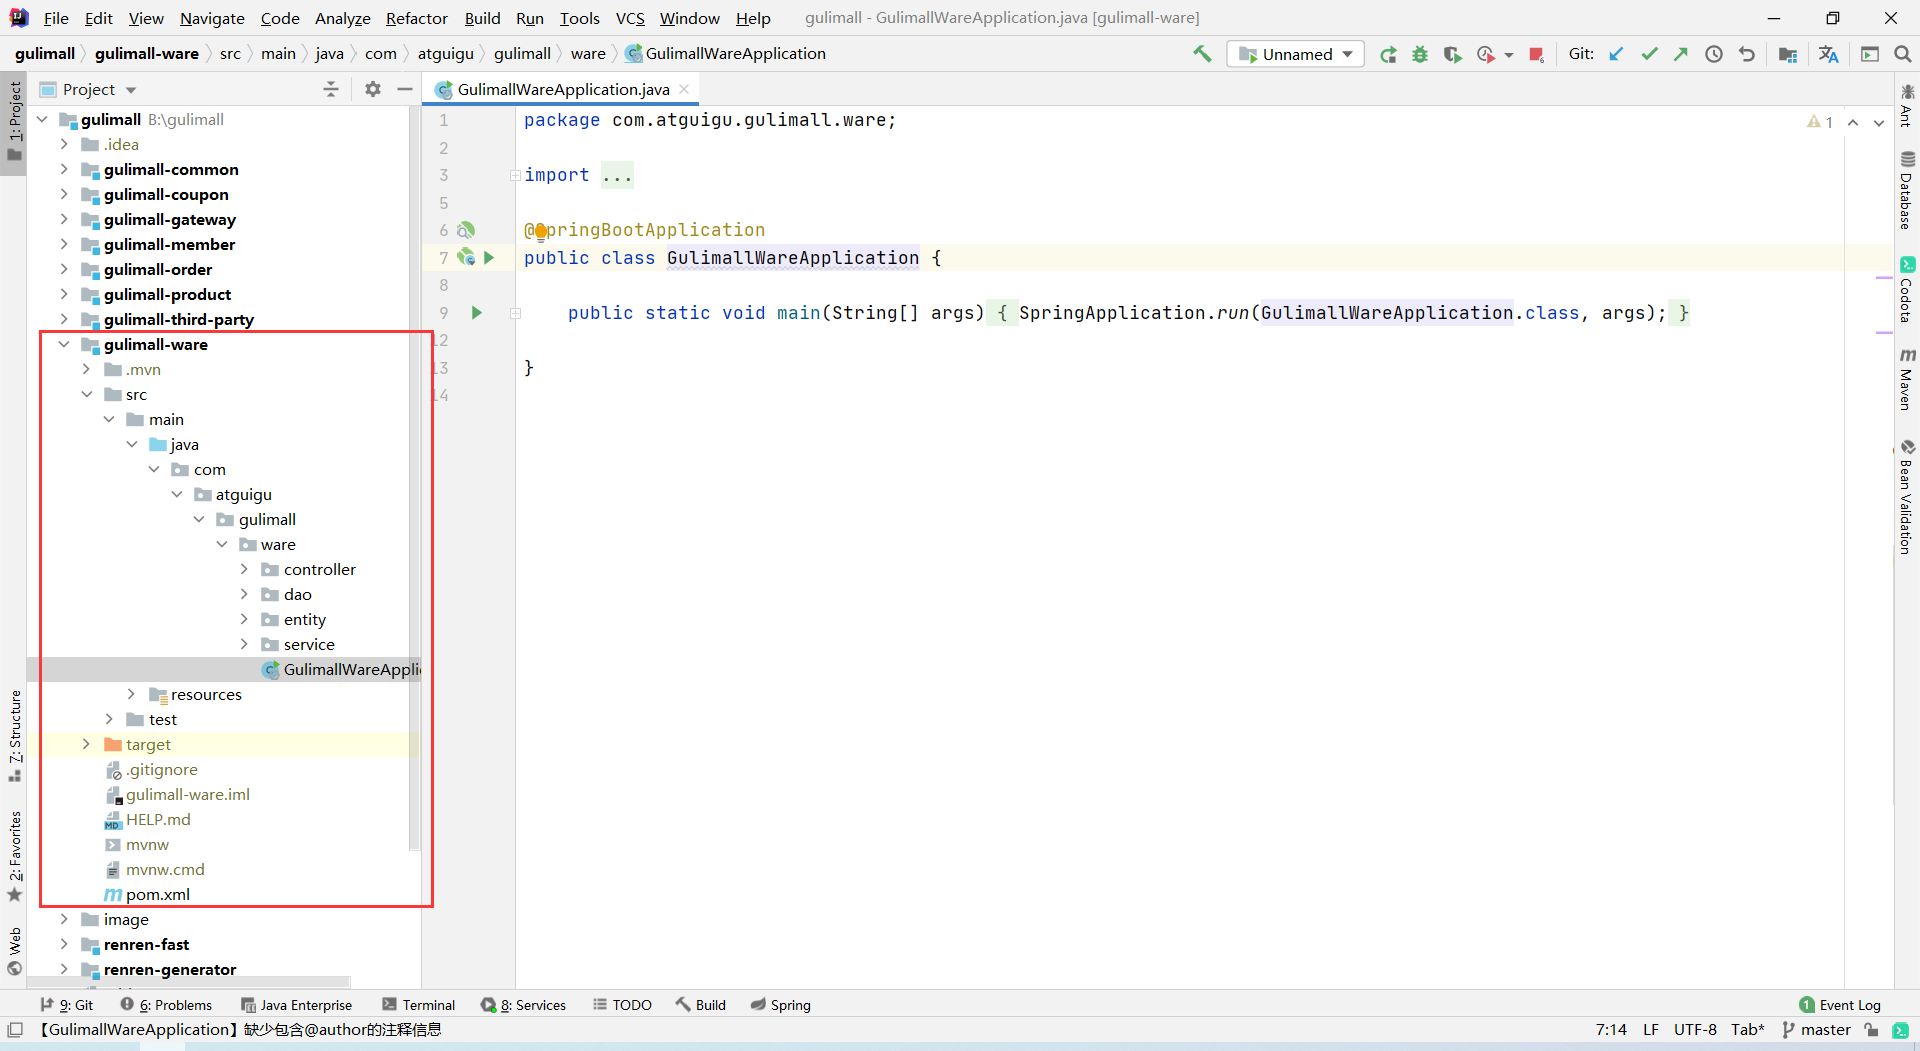 File Edit View Navigate Code Analyze Refactor Build Run Tools VCS Window Help gulimall - GulimallWareApplication.java [gulimall-ware]
gulimall gulimall-ware src main java com atguigu gulimall ware GulimallWareApplication Unnamed Git:
1: Project
7: Structure
2: Favorites
Web
Project
gulimall B:\gulimall
.idea
gulimall-common
gulimall-coupon
gulimall-gateway
gulimall-member
gulimall-order
gulimall-product
gulimall-third-party
gulimall-ware
.mvn
src
main
java
com
atguigu
gulimall
ware
controller
dao
entity
service
GulimallWareAppli
resources
test
target
.gitignore
gulimall-ware.iml
HELP.md
mvnw
mvnw.cmd
pom.xml
image
renren-fast
renren-generator
GulimallWareApplication.java
1 package com.atguigu.gulimall.ware;
2
3 import ...
5
6 @SpringBootApplication
7 public class GulimallWareApplication {
8
9 public static void main(String[] args) { SpringApplication.run(GulimallWareApplication.class, args); }
12
13 }
14
1
Ant
Database
Codota
Maven
Bean Validation
9: Git 6: Problems Java Enterprise Terminal 8: Services TODO Build Spring 1 Event Log
【GulimallWareApplication】缺少包含@author的注释信息 7:14 LF UTF-8 Tab* master